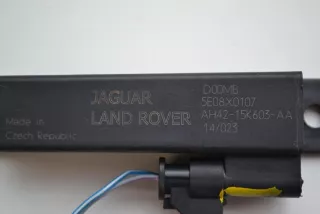 JAGUAR
LAND ROVER
Made in
Czech Republic
D00MB
5E08X0107
AH42-15K603-AA
14/023